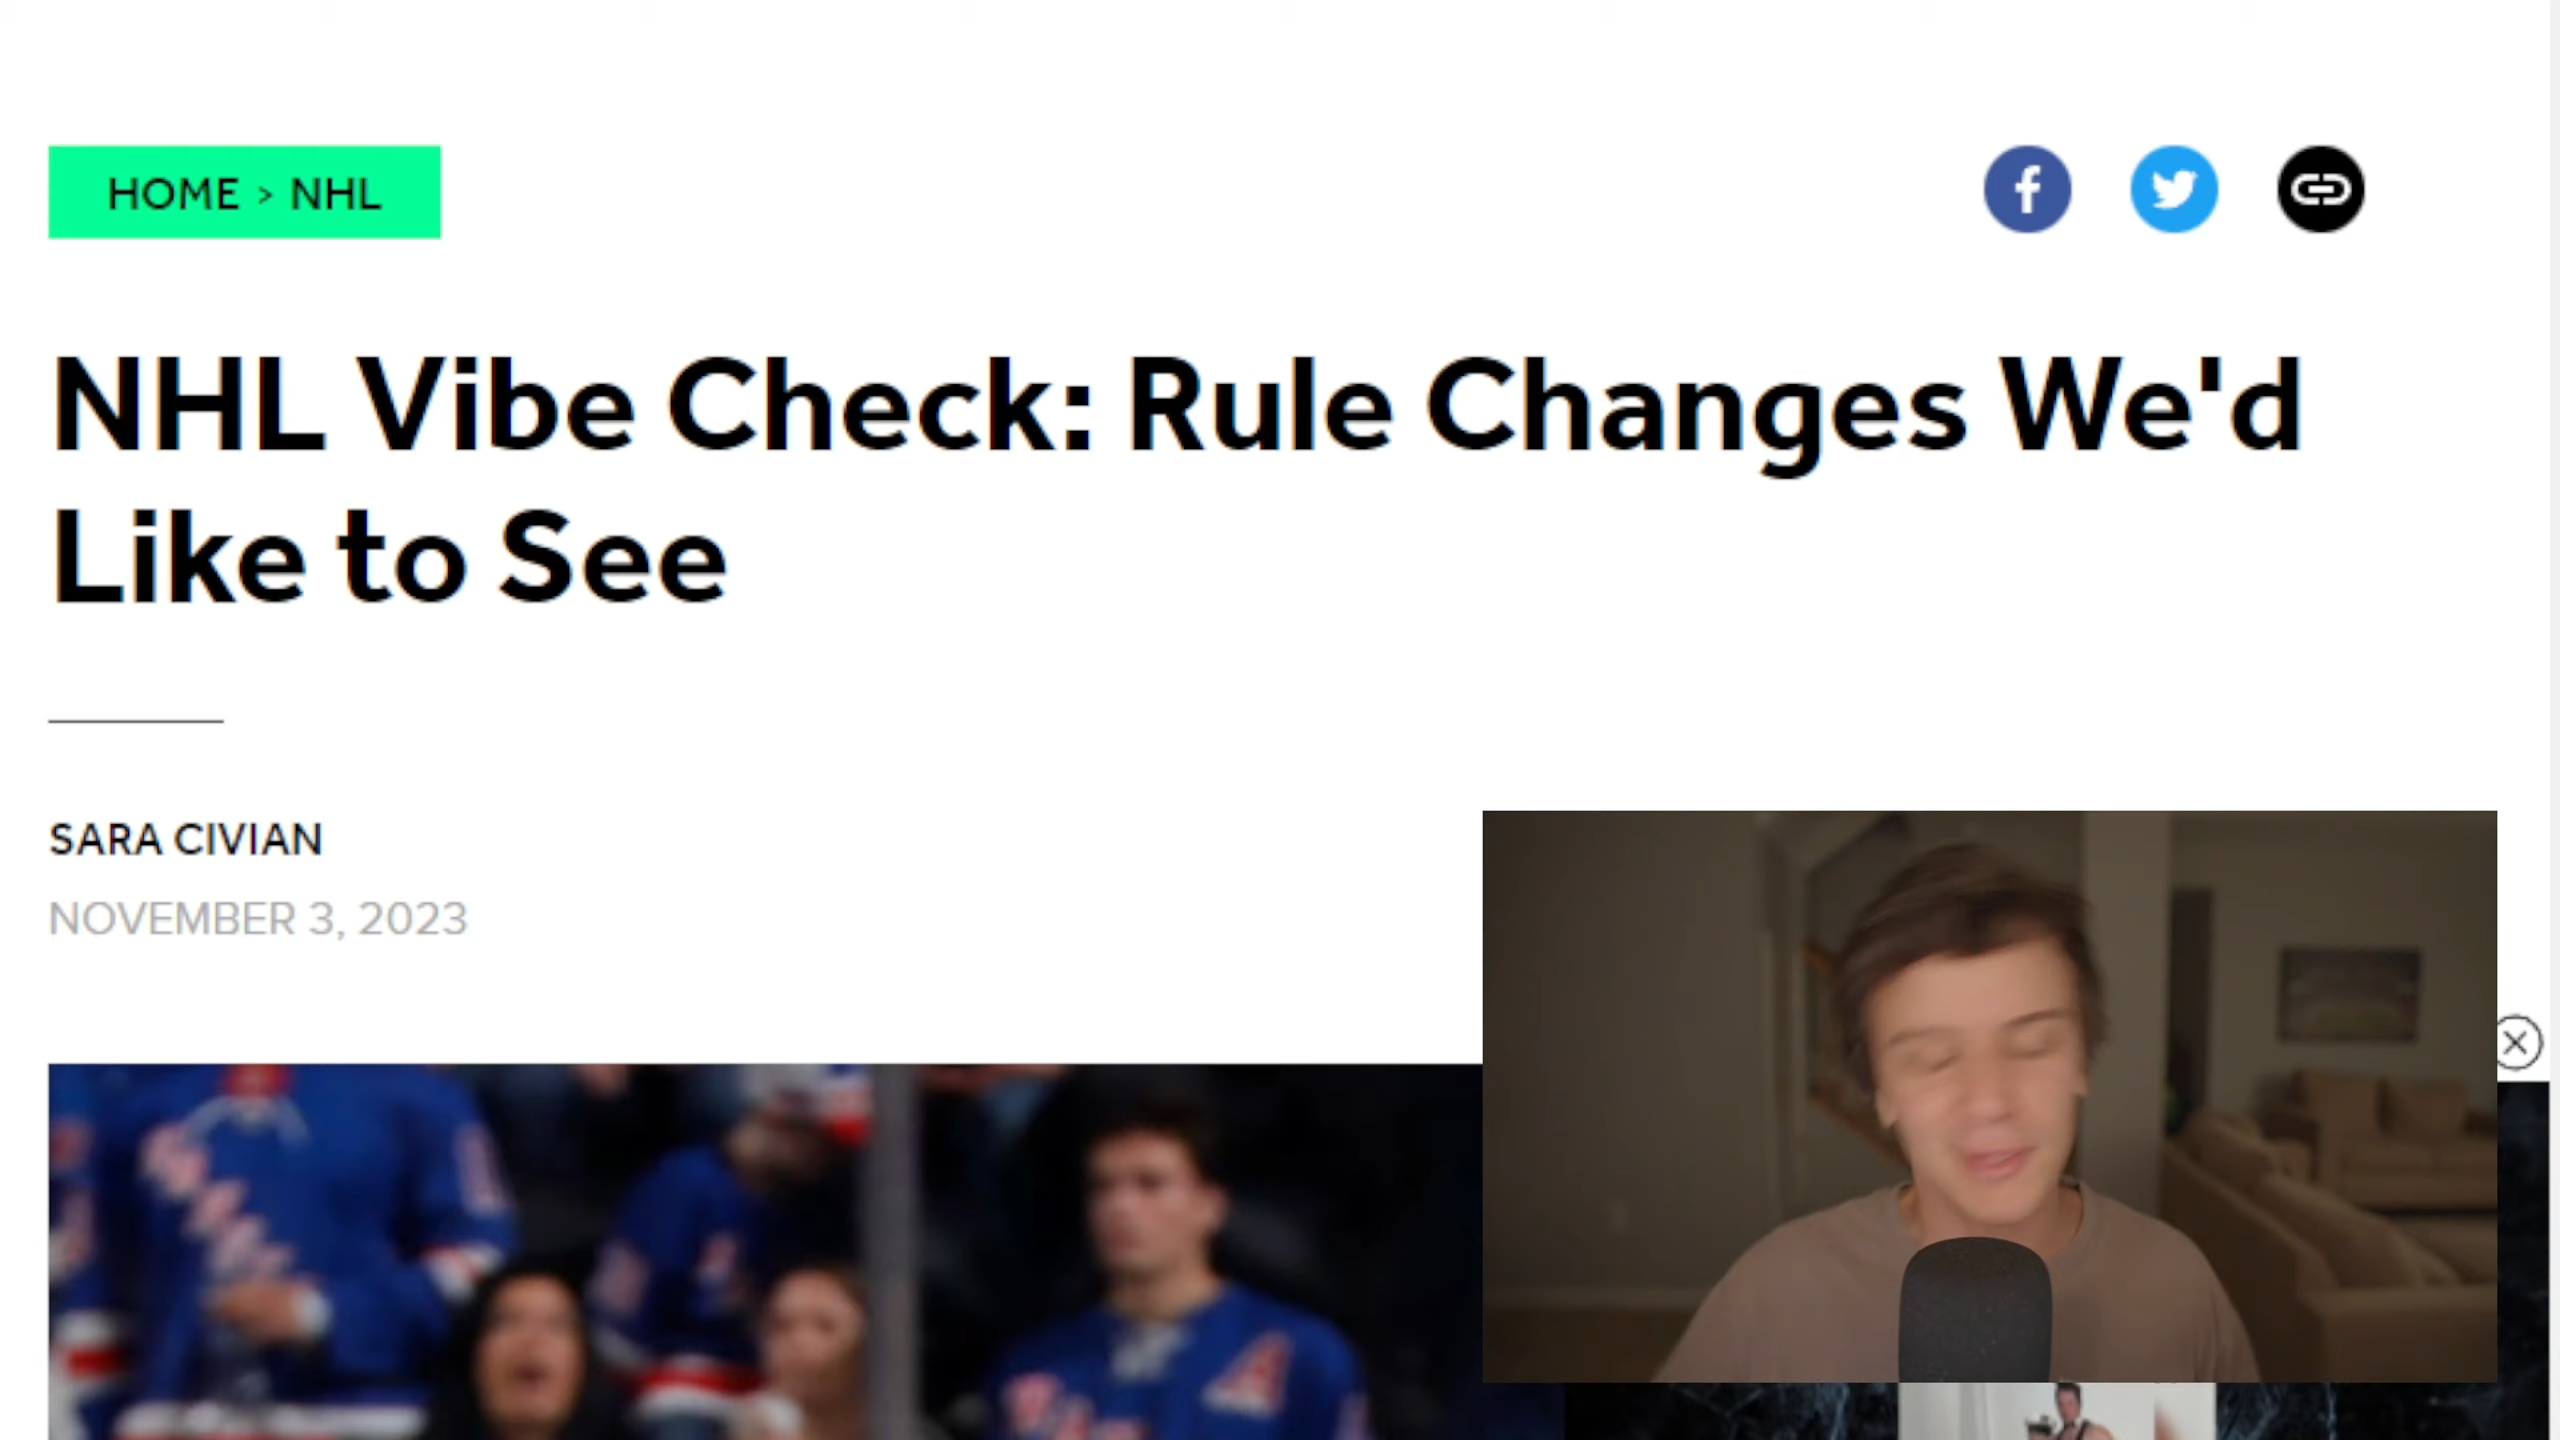 HOME > NHL
NHL Vibe Check: Rule Changes We'd
Like to See
SARA CIVIAN
NOVEMBER 3, 2023
A